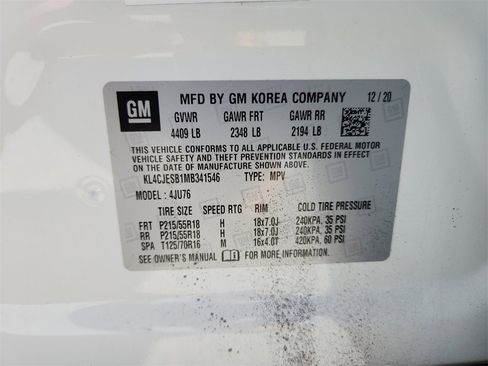 GM
MFD BY GM KOREA COMPANY 12/20
GVWR GAWR FRT GAWR RR
4409 LB 2348 LB 2194 LB
THIS VEHICLE CONFORMS TO ALL APPLICABLE U.S. FEDERAL MOTOR
VEHICLE SAFETY AND THEFT PREVENTION STANDARDS IN EFFECT
ON THE DATE OF MANUFACTURE SHOWN ABOVE.
KL4CJESB1MB341546 TYPE: MPV
MODEL : 4JU76
TIRE SIZE SPEED RTG RIM COLD TIRE PRESSURE
FRT P215/55R18 H 18x7.0J 240KPA, 35 PSI
RR P215/55R18 H 18x7.0J 240KPA, 35 PSI
SPA T125/70R16 M 16x4.0T 420KPA, 60 PSI
SEE OWNER'S MANUAL FOR MORE INFORMATION.